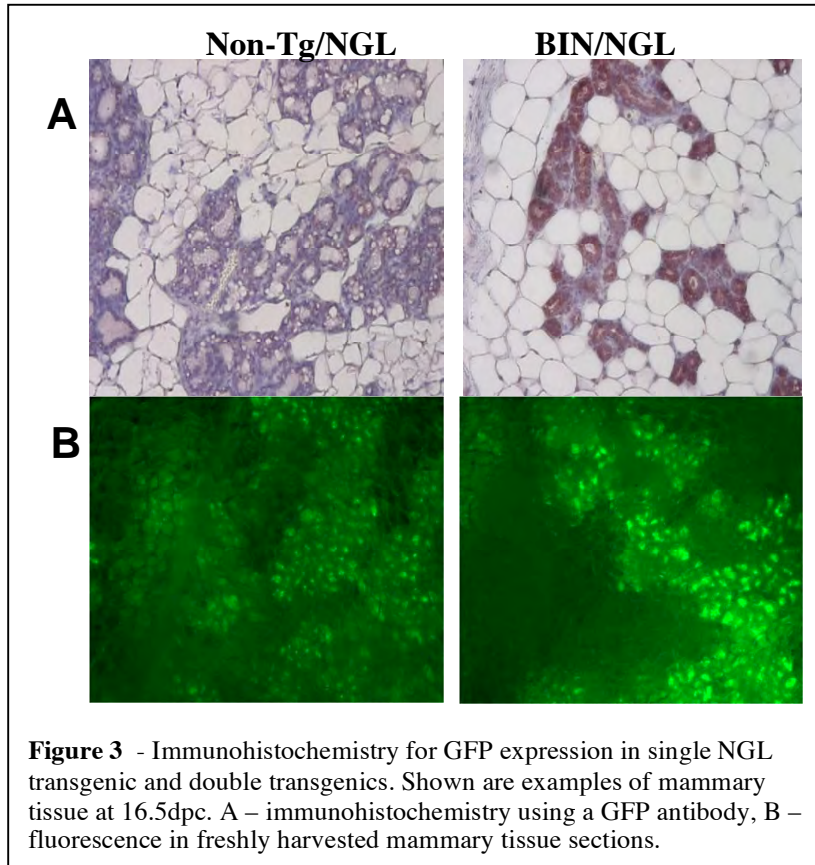 Non-Tg/NGL BIN/NGL
A
B
Figure 3 - Immunohistochemistry for GFP expression in single NGL
transgenic and double transgenics. Shown are examples of mammary
tissue at 16.5dpc. A – immunohistochemistry using a GFP antibody, B –
fluorescence in freshly harvested mammary tissue sections.